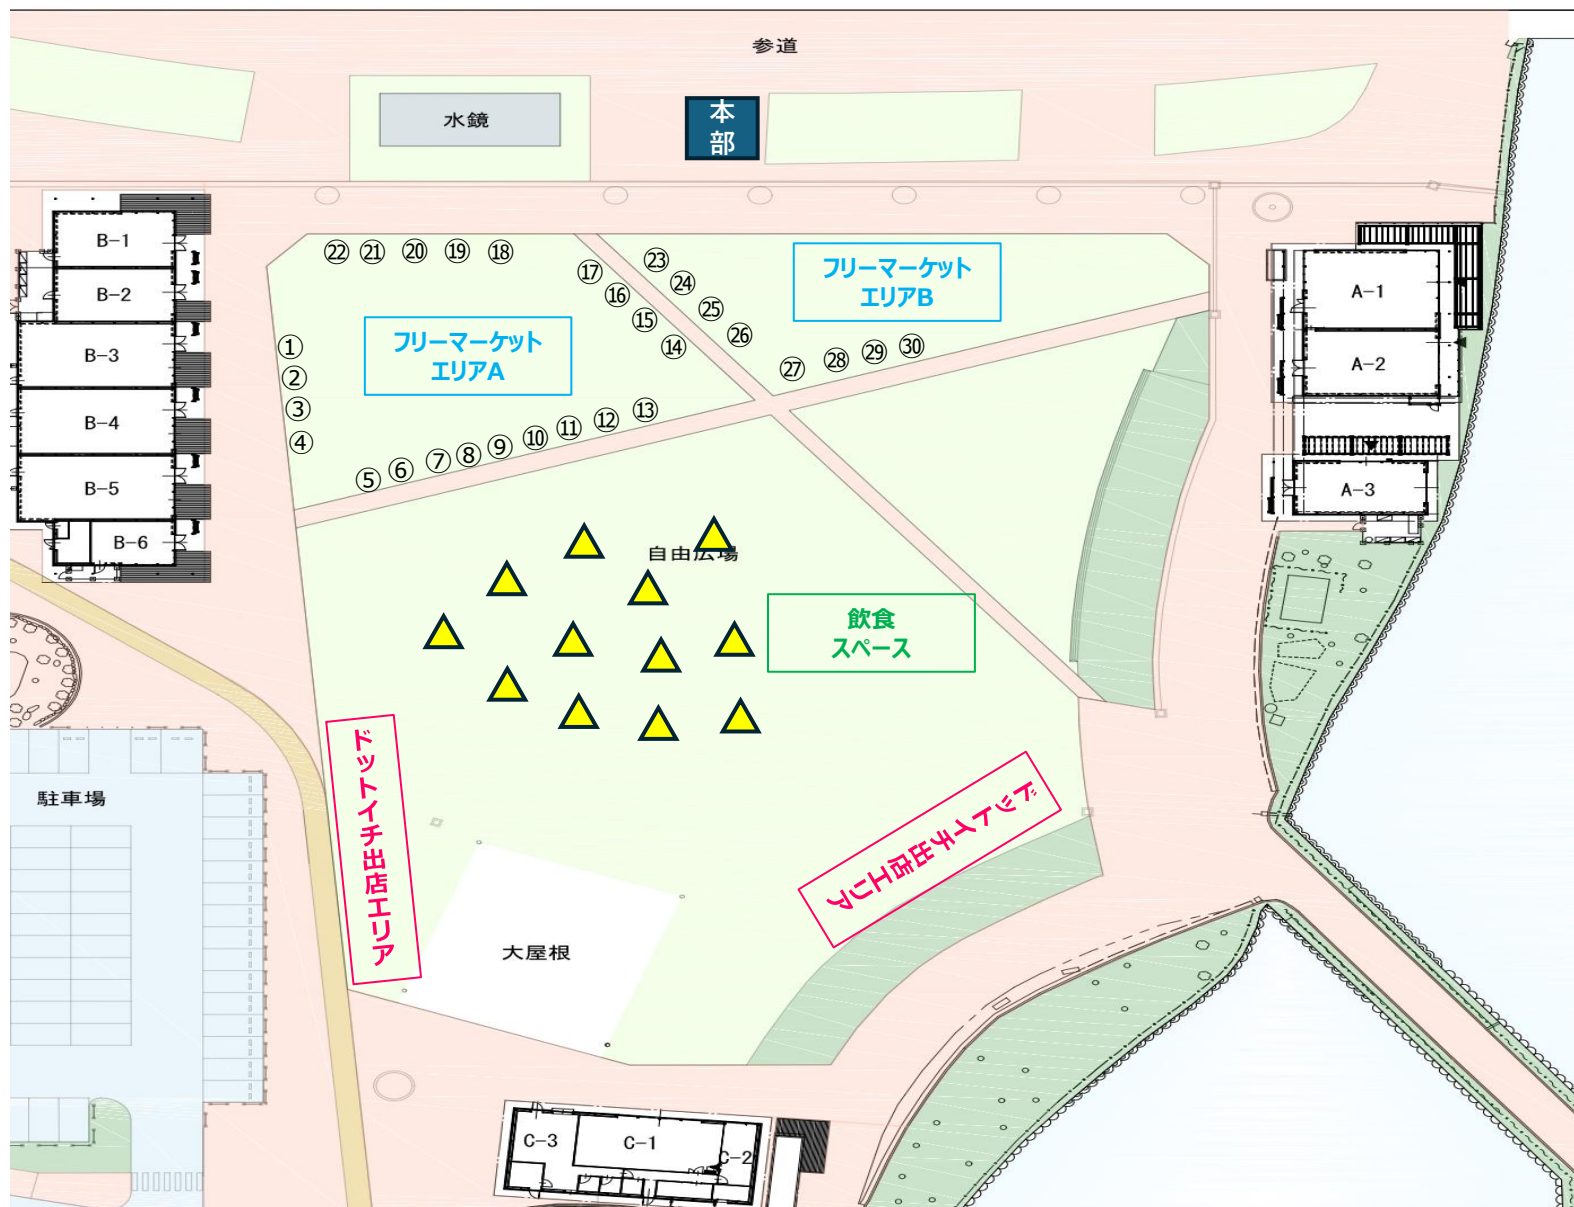 参道
水鏡
本
部
B-1
B-2
B-3
B-4
B-5
B-6
㉒ ㉑ ⑳ ⑲ ⑱
⑰
⑯
⑮
⑭
㉓
㉔
㉕
㉖
フリーマーケット
エリアB
フリーマーケット
エリアA
①
②
③
④
⑤ ⑥ ⑦ ⑧ ⑨ ⑩ ⑪ ⑫ ⑬
㉗ ㉘ ㉙ ㉚
A-1
A-2
A-3
自由広場
飲食
スペース
ドットイチ出店エリア
ドットイチ出店エリア
駐車場
大屋根
C-3
C-1
C-2